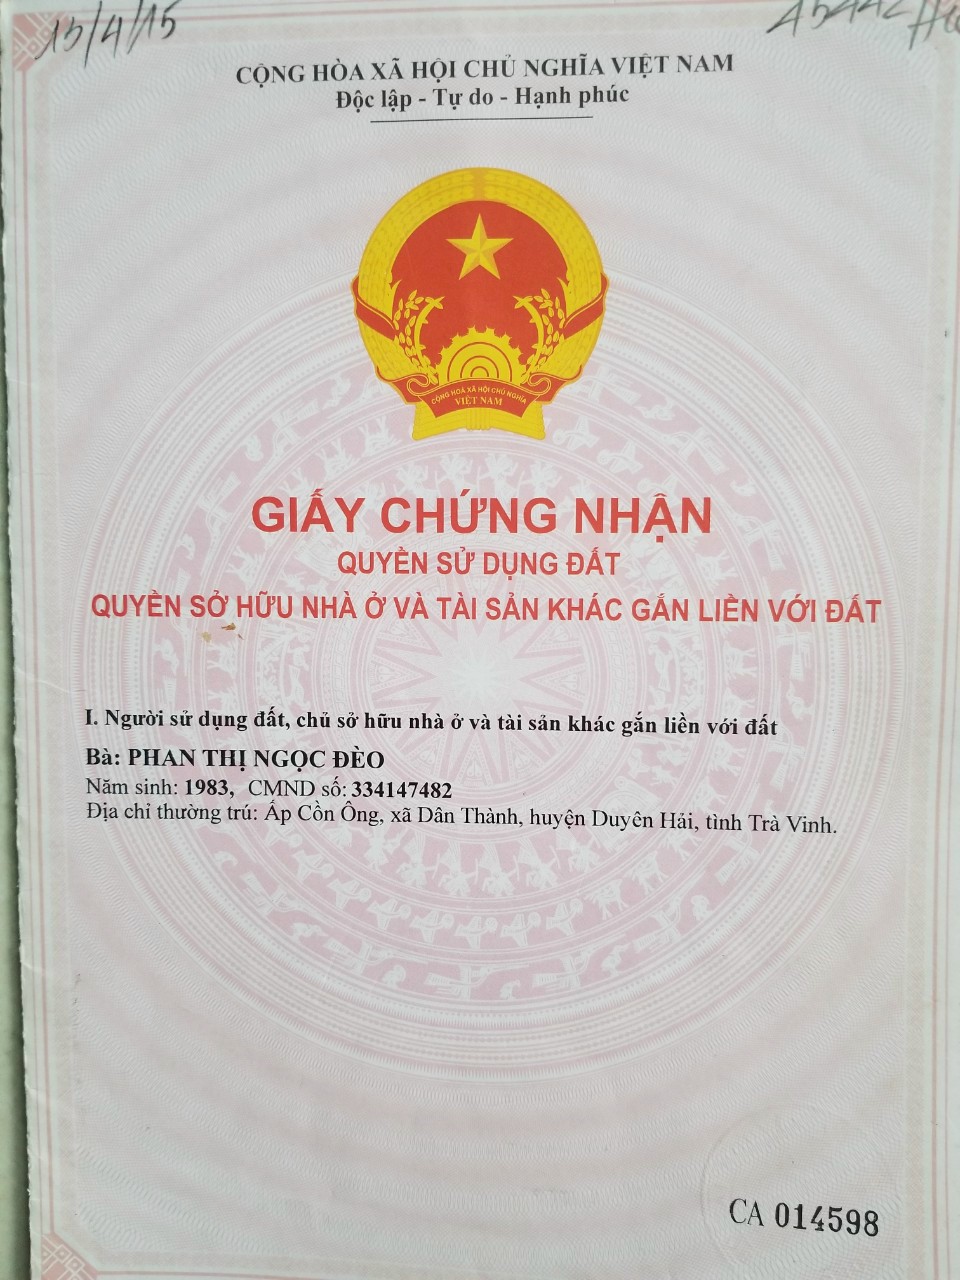 15/4/15
CỘNG HÒA XÃ HỘI CHỦ NGHĨA VIỆT NAM
Độc lập - Tự do - Hạnh phúc
CỘNG HOÀ XÃ HỘI CHỦ NGHĨA
VIỆT NAM
GIẤY CHỨNG NHẬN
QUYỀN SỬ DỤNG ĐẤT
QUYỀN SỞ HỮU NHÀ Ở VÀ TÀI SẢN KHÁC GẮN LIỀN VỚI ĐẤT
I. Người sử dụng đất, chủ sở hữu nhà ở và tài sản khác gắn liền với đất
Bà: PHAN THỊ NGỌC ĐÈO
Năm sinh: 1983, CMND số: 334147482
Địa chỉ thường trú: Ấp Cồn Ông, xã Dân Thành, huyện Duyên Hải, tỉnh Trà Vinh.
CA 014598